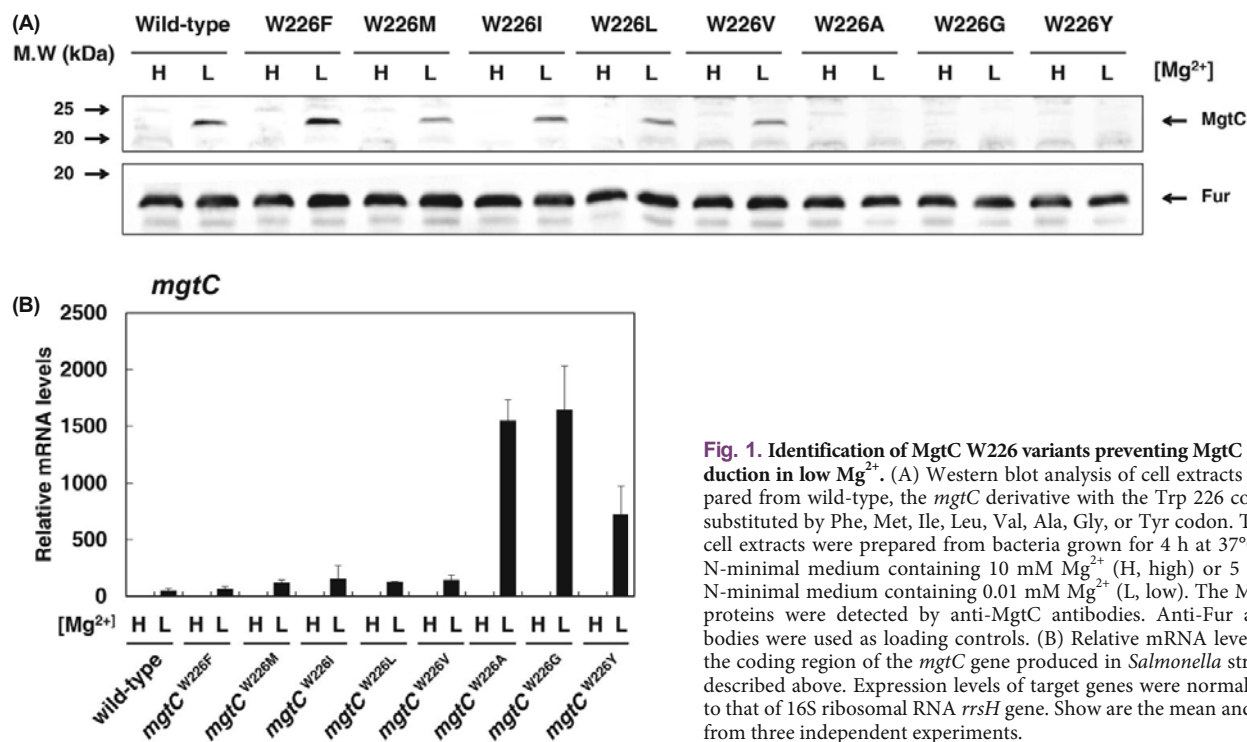 (A)
Wild-type W226F W226M W226I W226L W226V W226A W226G W226Y
M.W (kDa)
H L H L H L H L H L H L H L H L H L [Mg²⁺]
25 → ← MgtC
20 →
20 →
← Fur
(B) mgtC
Relative mRNA levels
2500
2000
1500
1000
500
0
[Mg²⁺] H L H L H L H L H L H L H L H L H L
wild-type mgtC W226F mgtC W226M mgtC W226I mgtC W226L mgtC W226V mgtC W226A mgtC W226G mgtC W226Y
Fig. 1. Identification of MgtC W226 variants preventing MgtC
duction in low Mg²⁺. (A) Western blot analysis of cell extracts
pared from wild-type, the mgtC derivative with the Trp 226 co
substituted by Phe, Met, Ile, Leu, Val, Ala, Gly, or Tyr codon. T
cell extracts were prepared from bacteria grown for 4 h at 37°
N-minimal medium containing 10 mM Mg²⁺ (H, high) or 5
N-minimal medium containing 0.01 mM Mg²⁺ (L, low). The M
proteins were detected by anti-MgtC antibodies. Anti-Fur a
bodies were used as loading controls. (B) Relative mRNA leve
the coding region of the mgtC gene produced in Salmonella str
described above. Expression levels of target genes were normal
to that of 16S ribosomal RNA rrsH gene. Show are the mean and
from three independent experiments.